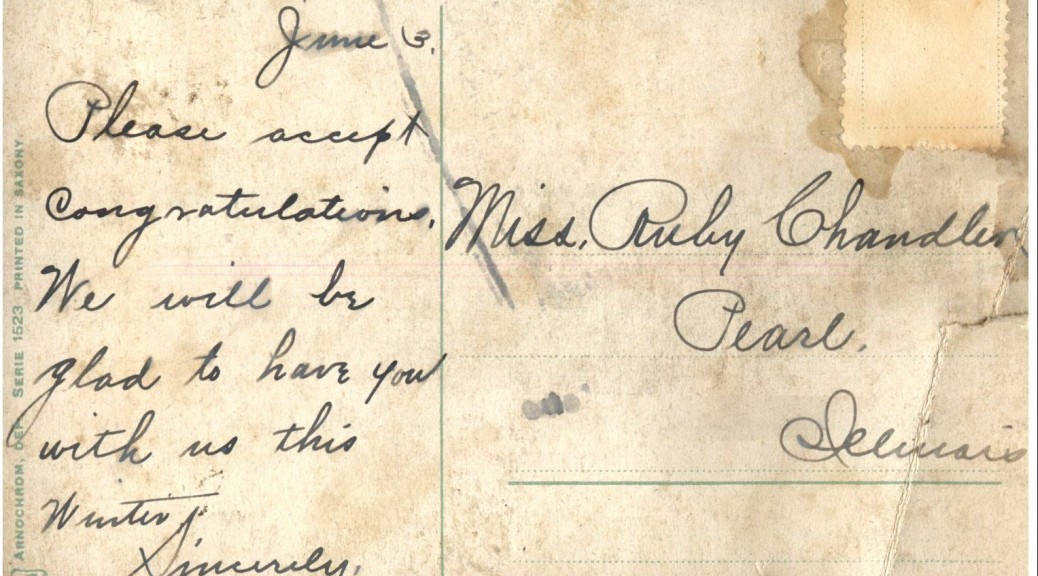 June 3.
Please accept
Congratulations.
We will be
glad to have you
with us this
Winter
Sincerely,
Miss. Ruby Chandler
Pearl.
Illinois
ARNOCHROM, DEP. SERIE 1523 PRINTED IN SAXONY.